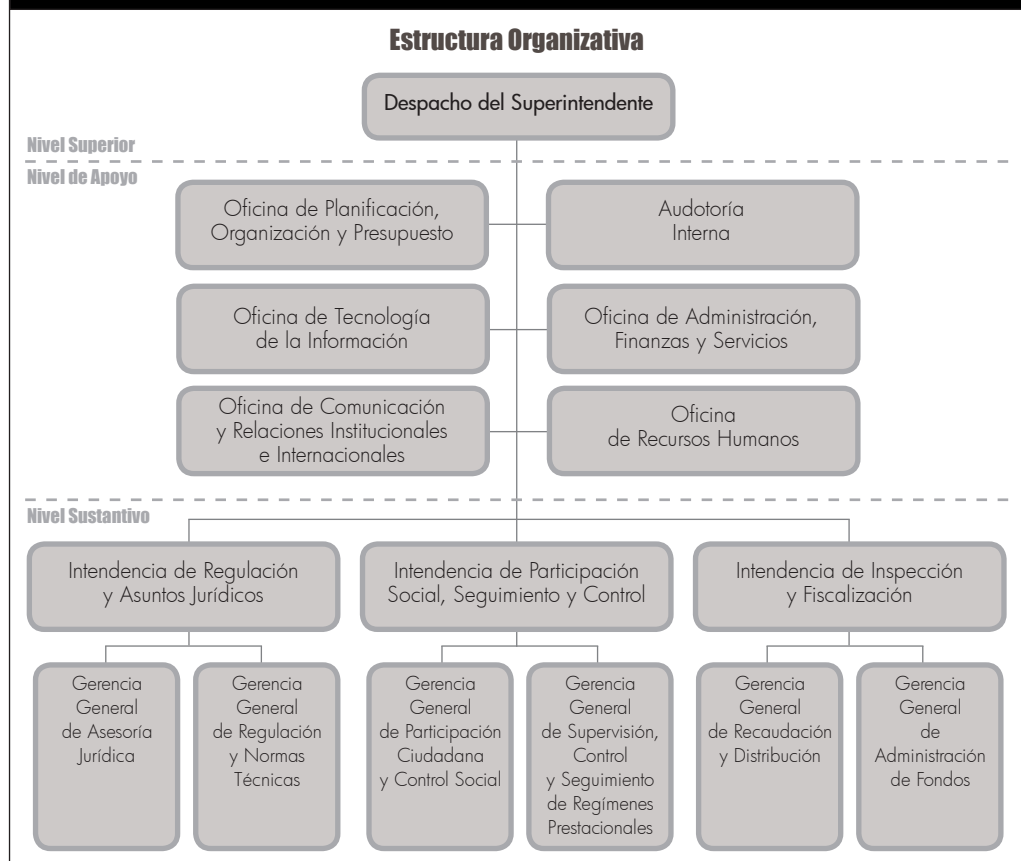 Estructura Organizativa
Despacho del Superintendente
Nivel Superior
Nivel de Apoyo
Oficina de Planificación,
Organización y Presupuesto
Audotoría
Interna
Oficina de Tecnología
de la Información
Oficina de Administración,
Finanzas y Servicios
Oficina de Comunicación
y Relaciones Institucionales
e Internacionales
Oficina
de Recursos Humanos
Nivel Sustantivo
Intendencia de Regulación
y Asuntos Jurídicos
Intendencia de Participación
Social, Seguimiento y Control
Intendencia de Inspección
y Fiscalización
Gerencia
General
de Asesoría
Jurídica
Gerencia
General
de Regulación
y Normas
Técnicas
Gerencia
General
de Participación
Ciudadana
y Control Social
Gerencia
General
de Supervisión,
Control
y Seguimiento
de Regímenes
Prestacionales
Gerencia
General
de Recaudación
y Distribución
Gerencia
General
de
Administración
de Fondos